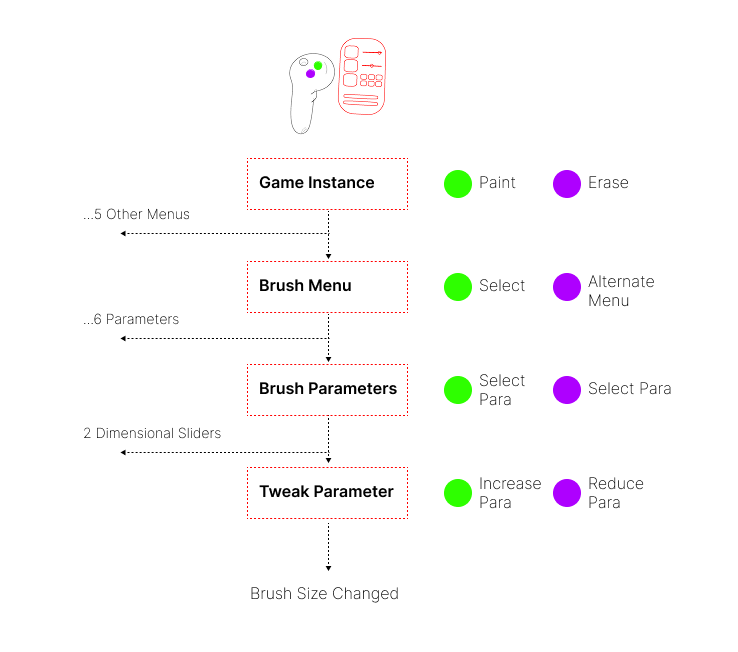 Game Instance
Paint
Erase
...5 Other Menus
Brush Menu
Select
Alternate
Menu
...6 Parameters
Brush Parameters
Select
Para
Select Para
2 Dimensional Sliders
Tweak Parameter
Increase
Para
Reduce
Para
Brush Size Changed